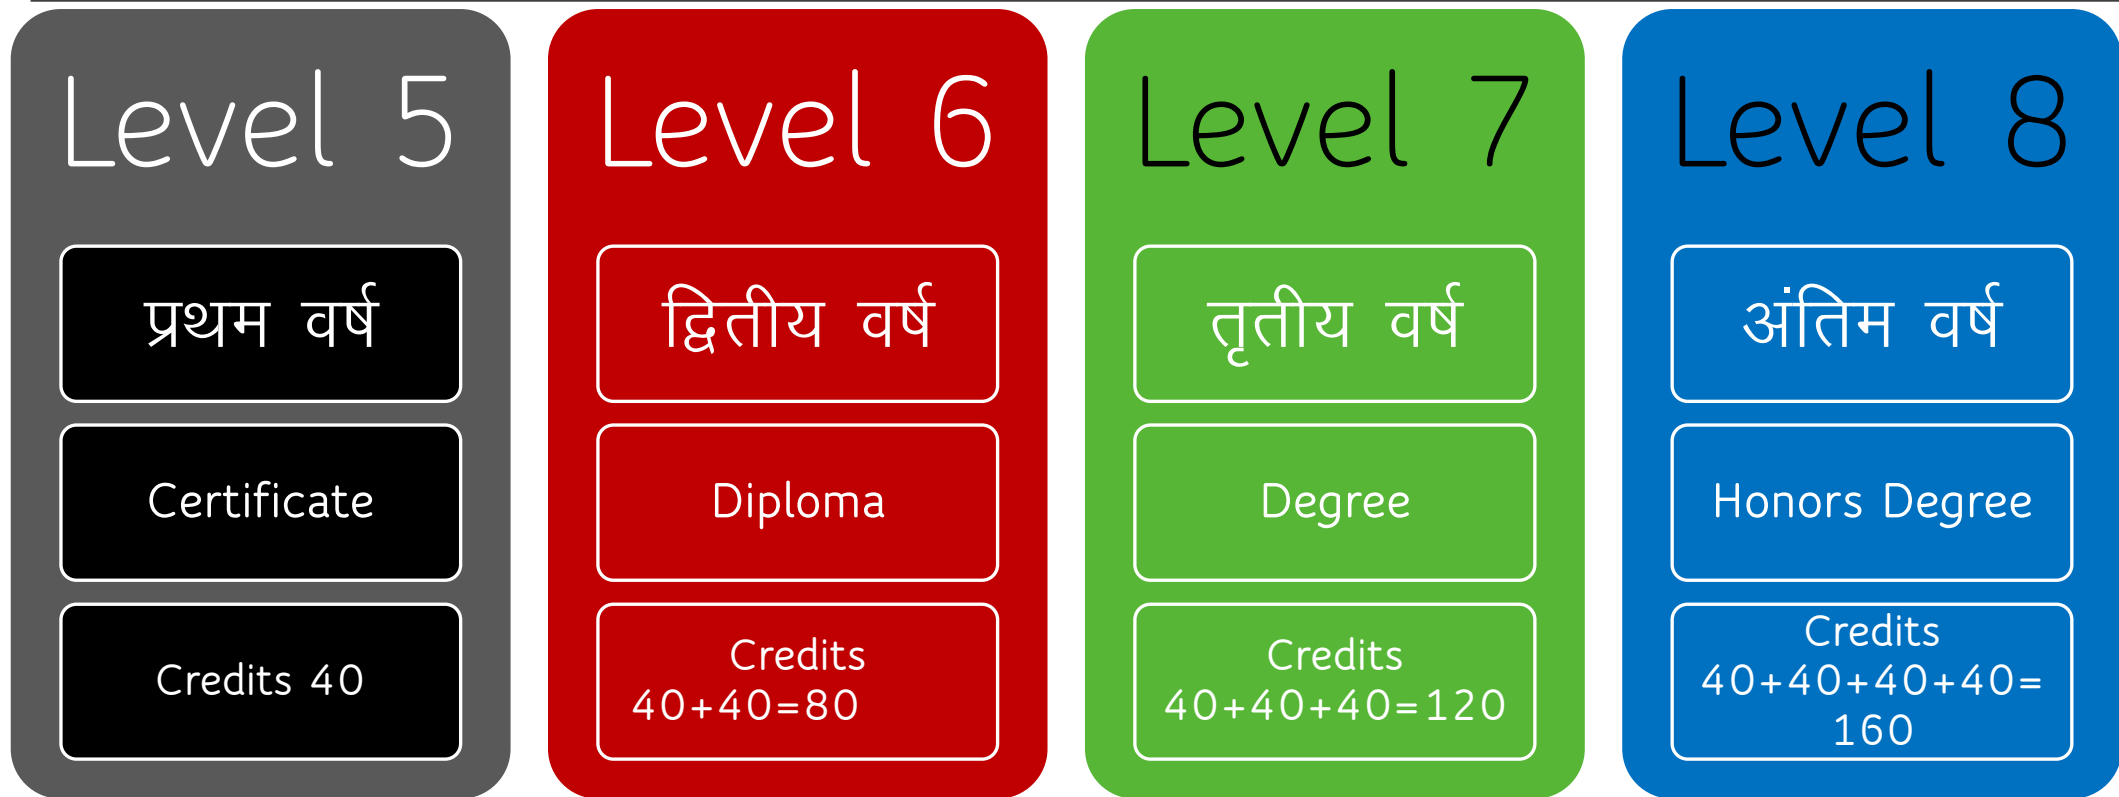 Level 5
प्रथम वर्ष
Certificate
Credits 40
Level 6
द्वितीय वर्ष
Diploma
Credits
40+40=80
Level 7
तृतीय वर्ष
Degree
Credits
40+40+40=120
Level 8
अंतिम वर्ष
Honors Degree
Credits
40+40+40+40=
160